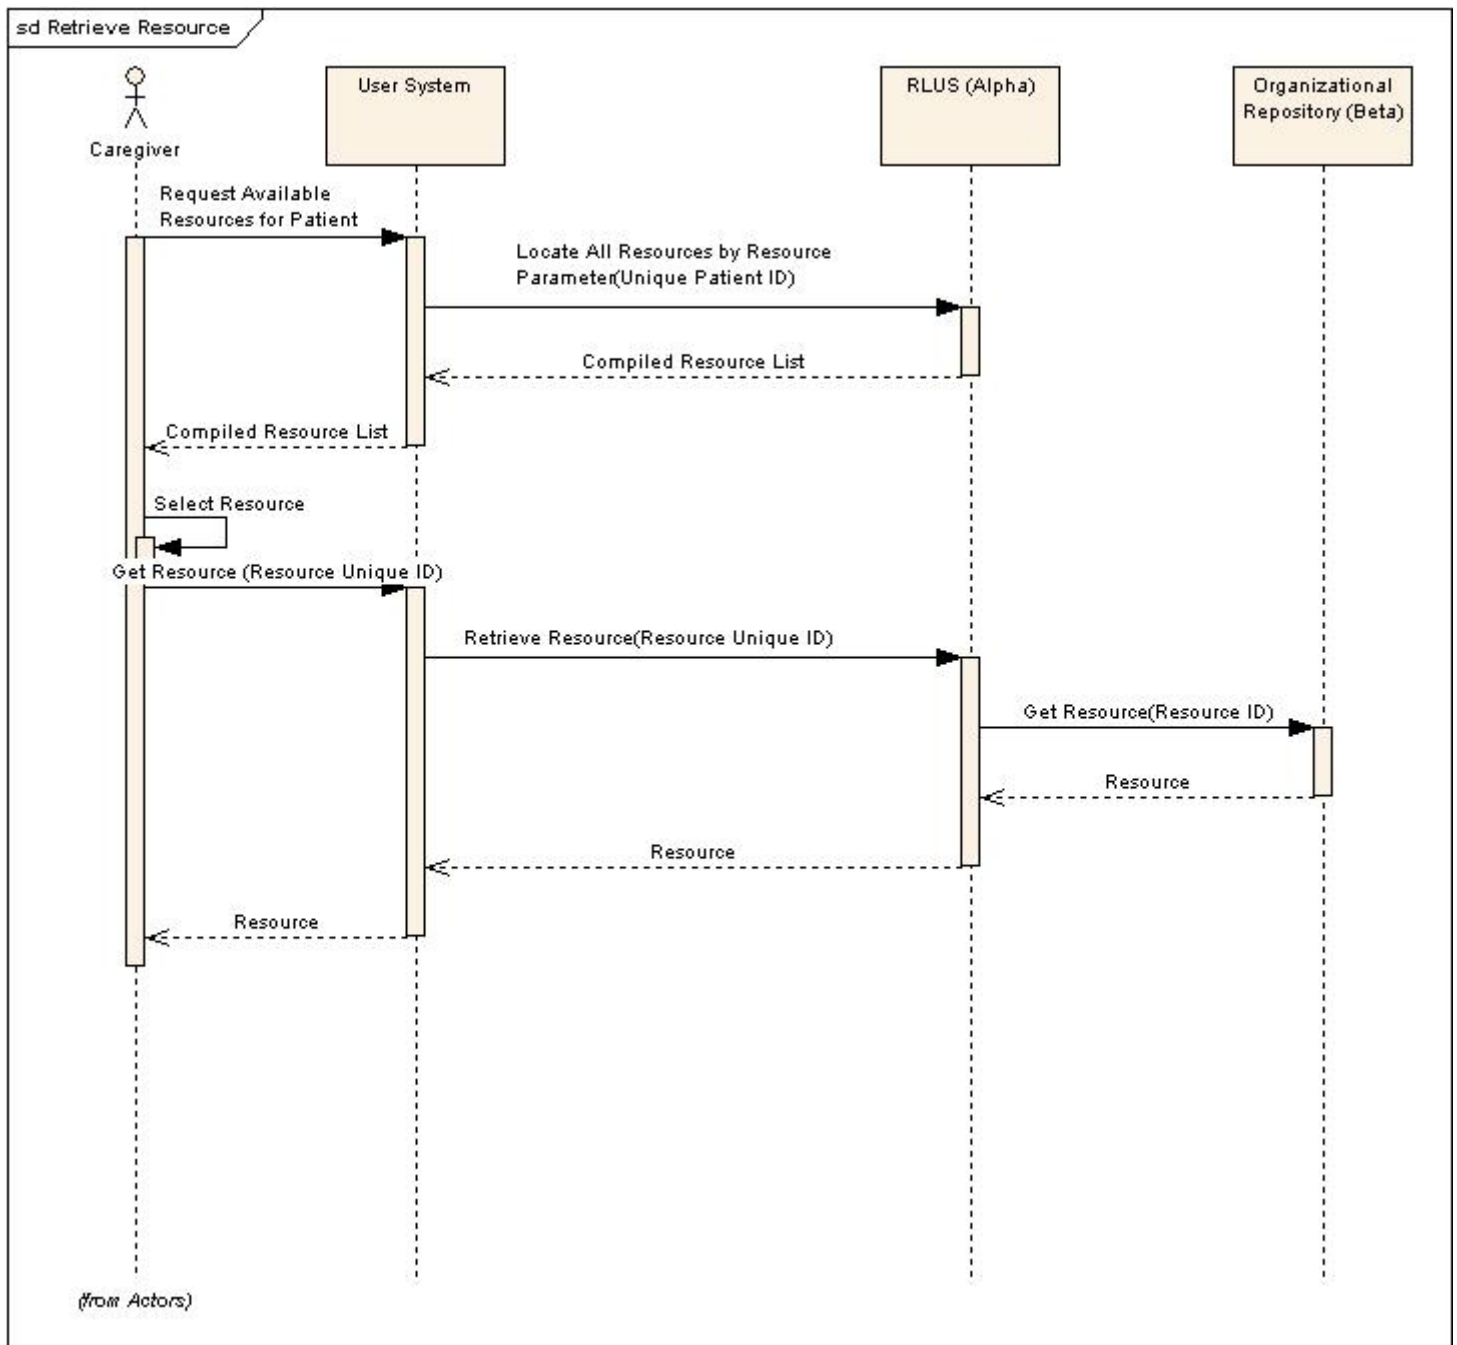 sd Retrieve Resource
User System
RLUS (Alpha)
Organizational
Repository (Beta)
Caregiver
Request Available
Resources for Patient
Locate All Resources by Resource
Parameter(Unique Patient ID)
Compiled Resource List
Compiled Resource List
Select Resource
Get Resource (Resource Unique ID)
Retrieve Resource(Resource Unique ID)
Get Resource(Resource ID)
Resource
Resource
Resource
(from Actors)